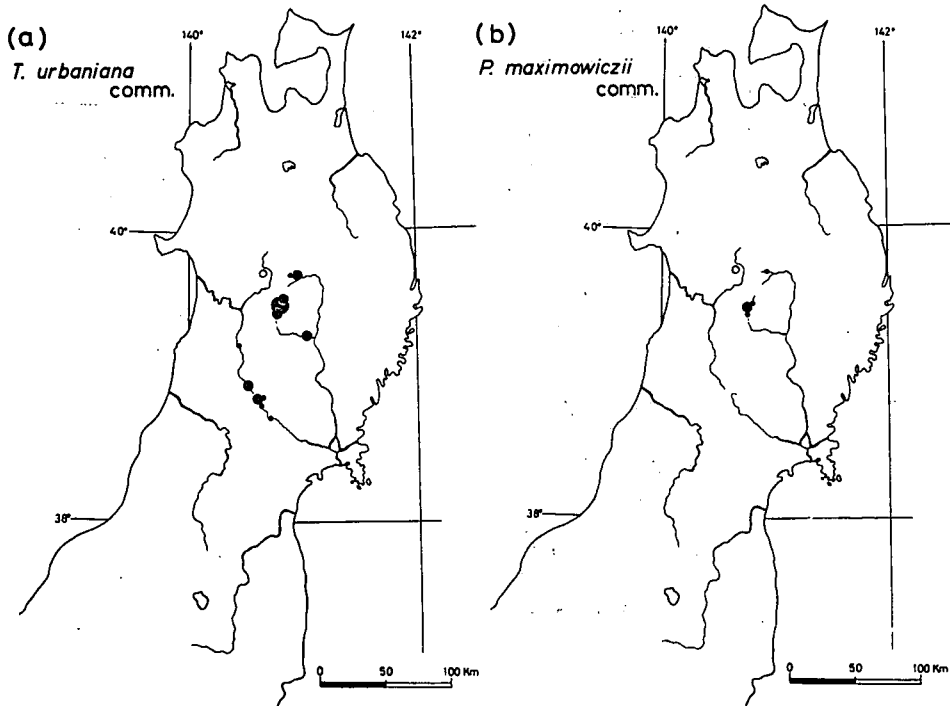 (a)
T. urbaniana
comm.
140°
142°
40°
38°
0 50 100 Km
(b)
P. maximowiczii
comm.
140°
142°
40°
38°
0 50 100 Km